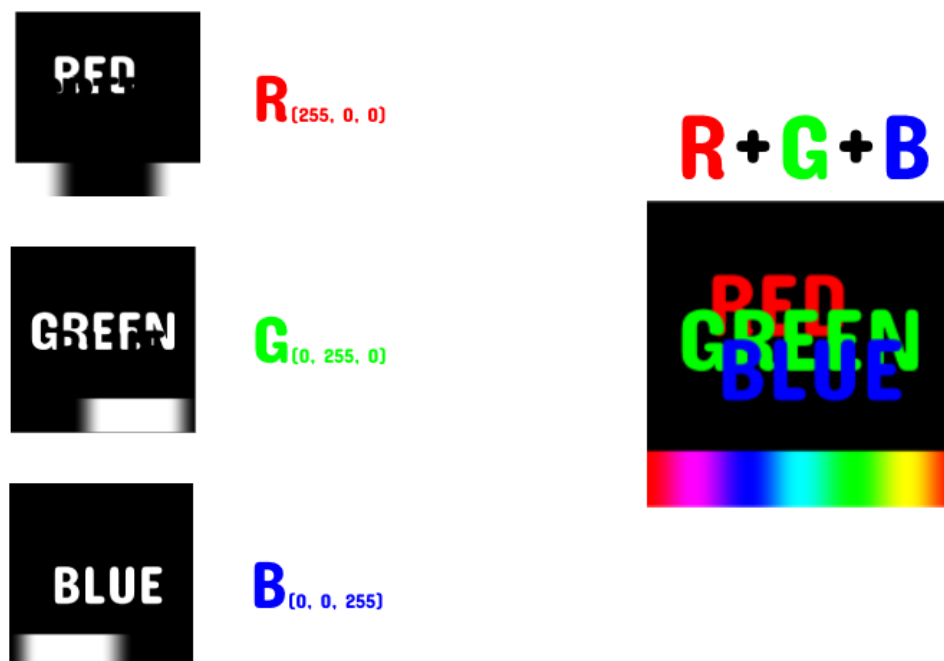 RED
R(255, 0, 0)
GREEN
G(0, 255, 0)
BLUE
B(0, 0, 255)
R+G+B
RED
GREEN
BLUE